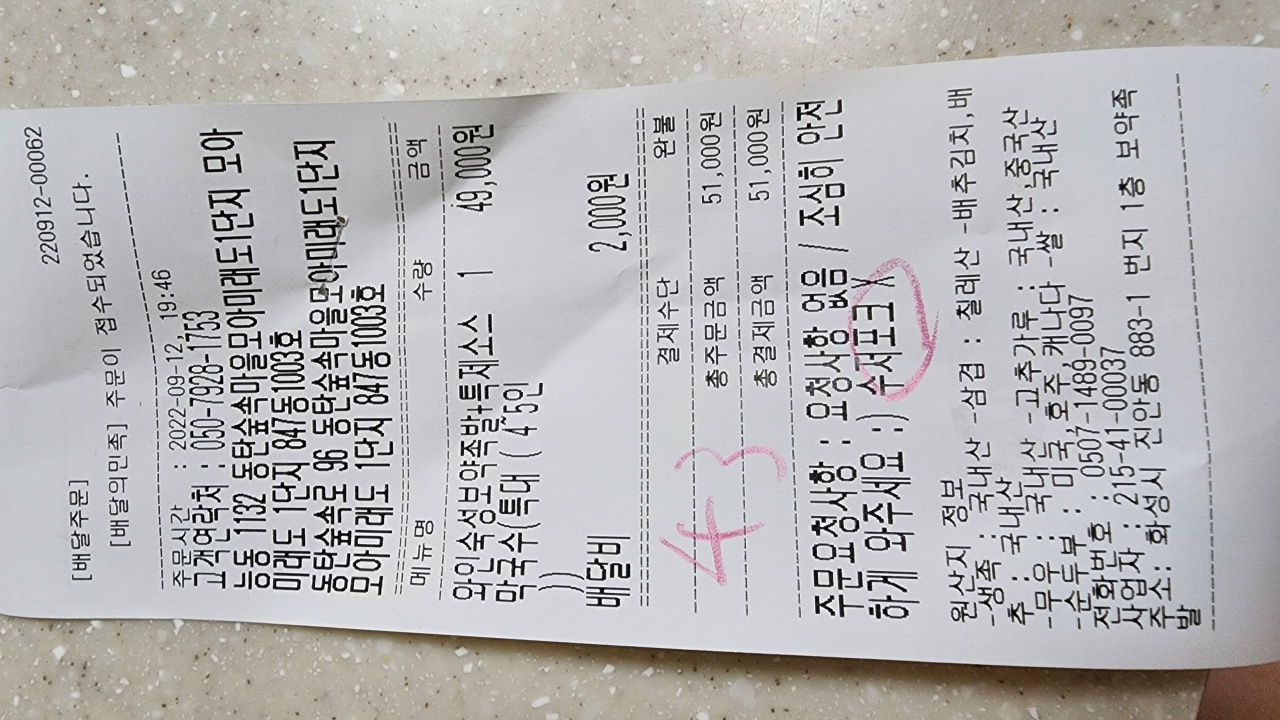 220912-00062
[배달주문]
[배달의민족] 주문이 접수되었습니다.
주문시간 : 2022-09-12, 19:46
고객연락처 : 050-7928-1753
능동 1132 동탄숲속마을모아미래도1단지 모아
미래도 1단지 847동1003호
동탄숲속로 96 동탄숲속마을모아미래도1단지
모아미래도 1단지 847동1003호
메뉴명 수량 금액
와인숙성보약족발+특제소스 1 49,000원
막국수(특대 ( 4~5인
))
배달비 2,000원
결제수단 완불
총주문금액 51,000원
총결제금액 51,000원
443
주문요청사항 : 요청사항 없음 / 조심히 안전
하게 와주세요 :) 수저포크 X
원산지 정보
-생족 : 국내산 -삼겹 : 칠레산 -배추김치,배
추 : 국내산 -고추가루 : 국내산,중국산
-무우 : 국내산
-순두부 : 미국,호주,캐나다 -쌀 : 국내산
전화번호 : 0507-1489-0097
사업자 : 215-41-00037
주소: 화성시 진안동 883-1 번지 1층 보약족
발